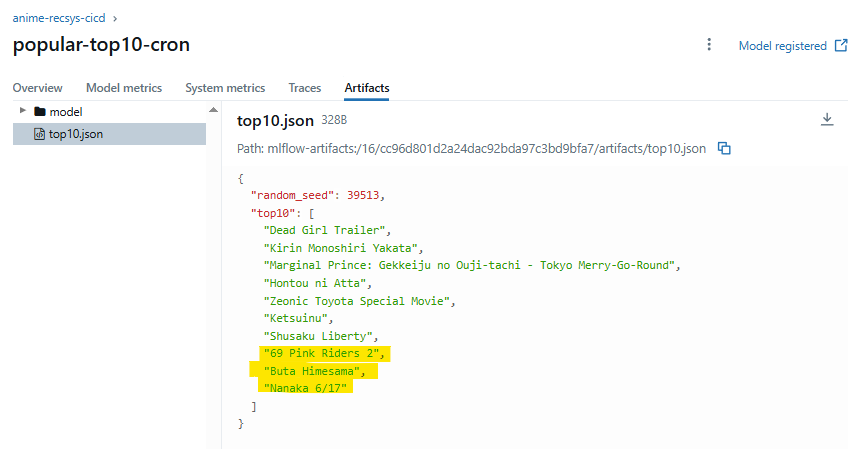 anime-recsys-cicd
popular-top10-cron
Model registered
Overview Model metrics System metrics Traces Artifacts
model
top10.json
top10.json 328B
Path: mlflow-artifacts:/16/cc96d801d2a24dac92bda97c3bd9bfa7/artifacts/top10.json
{
"random_seed": 39513,
"top10": [
"Dead Girl Trailer",
"Kirin Monoshiri Yakata",
"Marginal Prince: Gekkeiju no Ouji-tachi - Tokyo Merry-Go-Round",
"Hontou ni Atta",
"Zeonic Toyota Special Movie",
"Ketsuinu",
"Shusaku Liberty",
"69 Pink Riders 2",
"Buta Himesama",
"Nanaka 6/17"
]
}